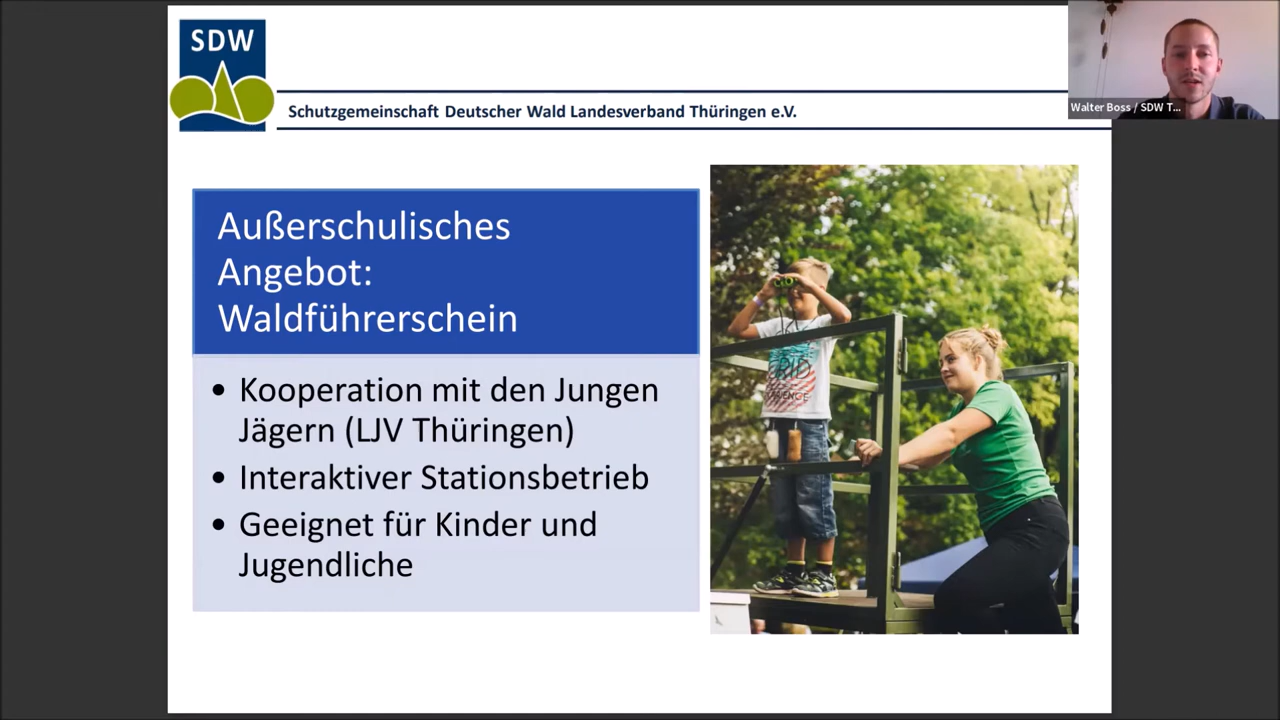 SDW
Schutzgemeinschaft Deutscher Wald Landesverband Thüringen e.V.
Walter Boss / SDW T...
Außerschulisches
Angebot:
Waldführerschein
• Kooperation mit den Jungen
Jägern (LJV Thüringen)
• Interaktiver Stationsbetrieb
• Geeignet für Kinder und
Jugendliche